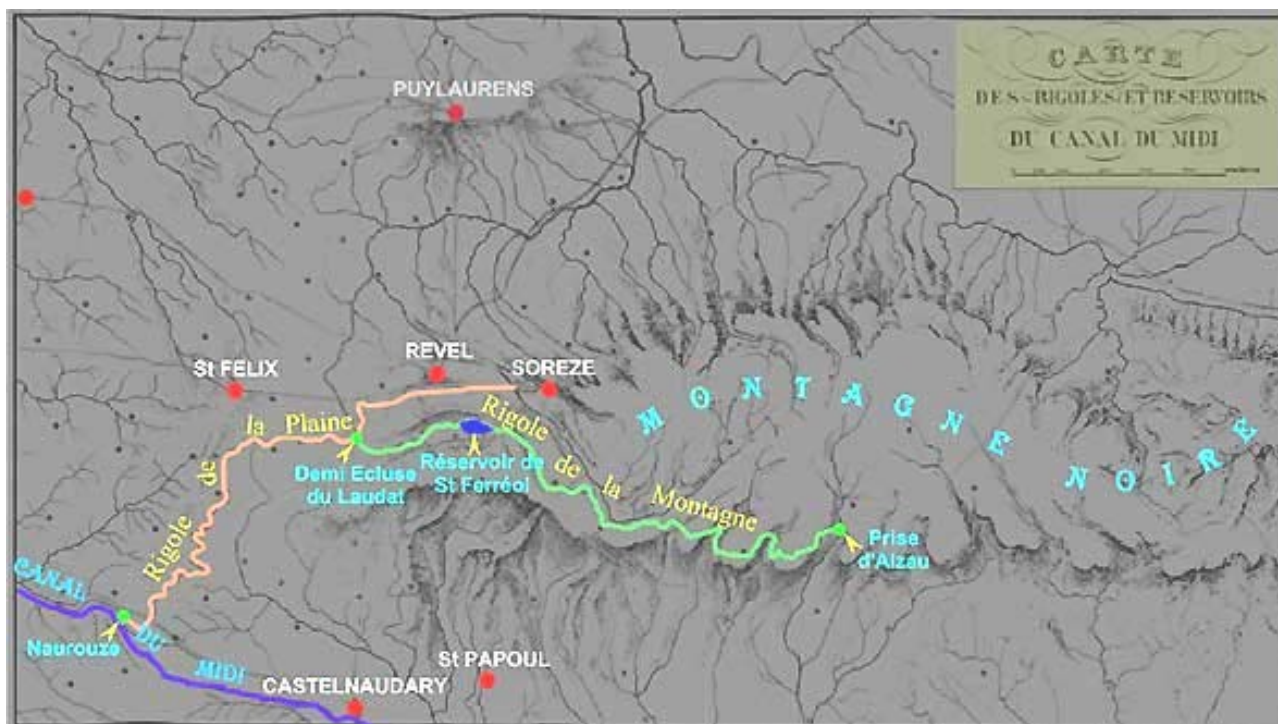 CARTE
DES RIGOLES ET RESERVOIRS
DU CANAL DU MIDI
PUYLAURENS
REVEL
St FELIX
SOREZE
MONTAGNE NOIRE
Rigole de la Plaine
Rigole de la Montagne
Demi Ecluse
du Laudat
Réservoir de
St Ferréol
Prise
d'Alzau
CANAL DU MIDI
Naurouze
St PAPOUL
CASTELNAUDARY